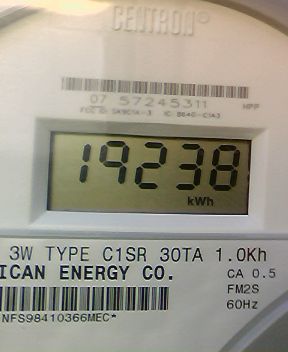 CENTRON®
07 57245311
HPP
19238
kWh
3W TYPE C1SR 30TA 1.0Kh
ICAN ENERGY CO.
CA 0.5
FM2S
60Hz
NFS98410366MEC*